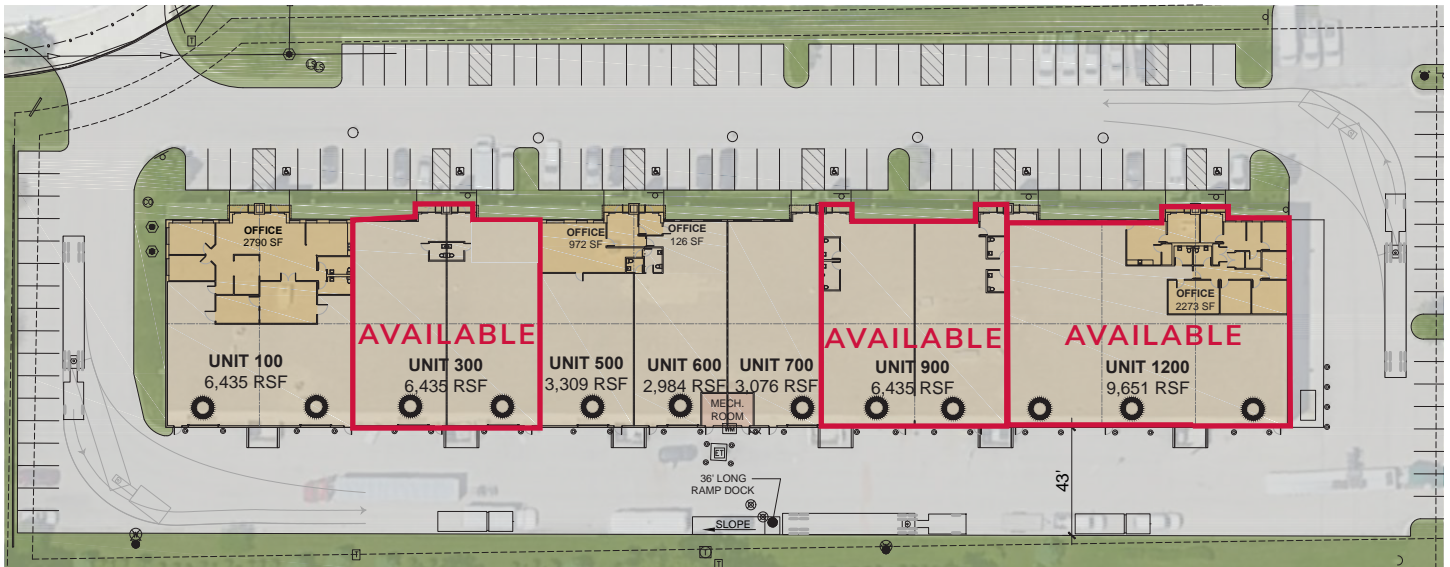 OFFICE
2790 SF
OFFICE
972 SF
OFFICE
126 SF
OFFICE
2273 SF
AVAILABLE
AVAILABLE
AVAILABLE
UNIT 100
6,435 RSF
UNIT 300
6,435 RSF
UNIT 500
3,309 RSF
UNIT 600
2,984 RSF
UNIT 700
3,076 RSF
UNIT 900
6,435 RSF
UNIT 1200
9,651 RSF
MECH.
ROOM
WM
ET
36' LONG
RAMP DOCK
SLOPE
43'
T
T
T
T